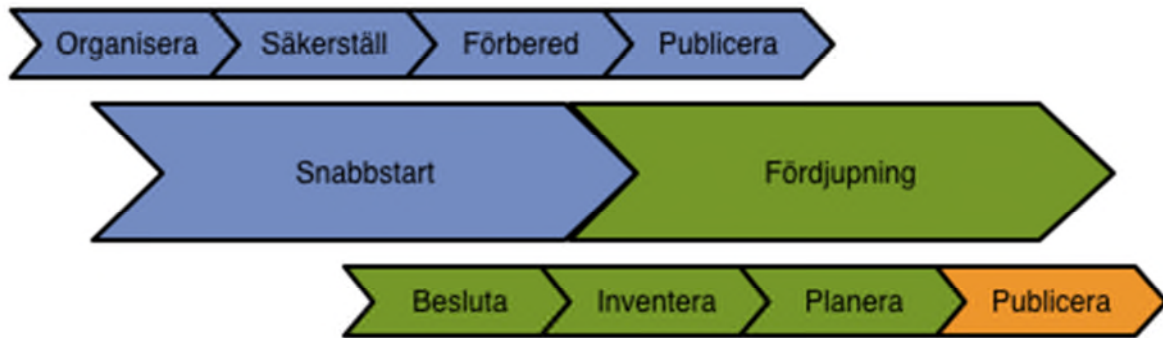 Organisera Säkerställ Förbered Publicera
Snabbstart Fördjupning
Besluta Inventera Planera Publicera